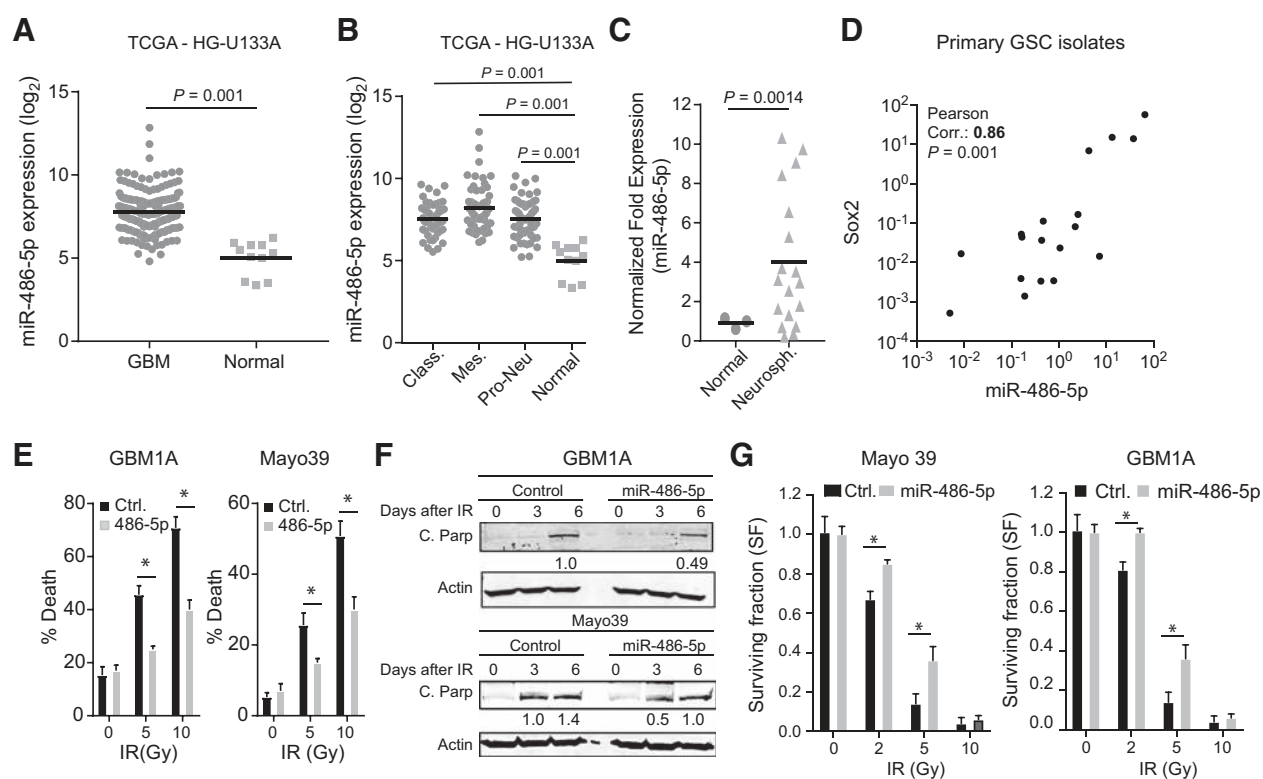 A
TCGA - HG-U133A
miR-486-5p expression (log2)
15
10
5
0
P = 0.001
GBM
Normal
B
TCGA - HG-U133A
miR-486-5p expression (log2)
15
10
5
0
P = 0.001
P = 0.001
P = 0.001
Class.
Mes.
Pro-Neu
Normal
C
Normalized Fold Expression
(miR-486-5p)
12
10
8
6
4
2
0
P = 0.0014
Normal
Neurosph.
D
Primary GSC isolates
Pearson
Corr.: 0.86
P = 0.001
Sox2
10^2
10^1
10^0
10^-1
10^-2
10^-3
10^-4
10^-3
10^-2
10^-1
10^0
10^1
10^2
miR-486-5p
E
GBM1A
Ctrl.
486-5p
% Death
80
60
40
20
0
*
*
0
5
10
IR(Gy)
Mayo39
Ctrl.
486-5p
% Death
60
40
20
0
*
*
0
5
10
IR (Gy)
F
GBM1A
Control
miR-486-5p
Days after IR 0 3 6 0 3 6
C. Parp
1.0 0.49
Actin
Mayo39
Control
miR-486-5p
Days after IR 0 3 6 0 3 6
C. Parp
1.0 1.4 0.5 1.0
Actin
G
Mayo 39
Ctrl. miR-486-5p
Surviving fraction (SF)
1.2
1.0
0.8
0.6
0.4
0.2
0.0
*
*
0
2
5
10
IR (Gy)
GBM1A
Ctrl. miR-486-5p
Surviving fraction (SF)
1.2
1.0
0.8
0.6
0.4
0.2
0.0
*
*
0
2
5
10
IR (Gy)